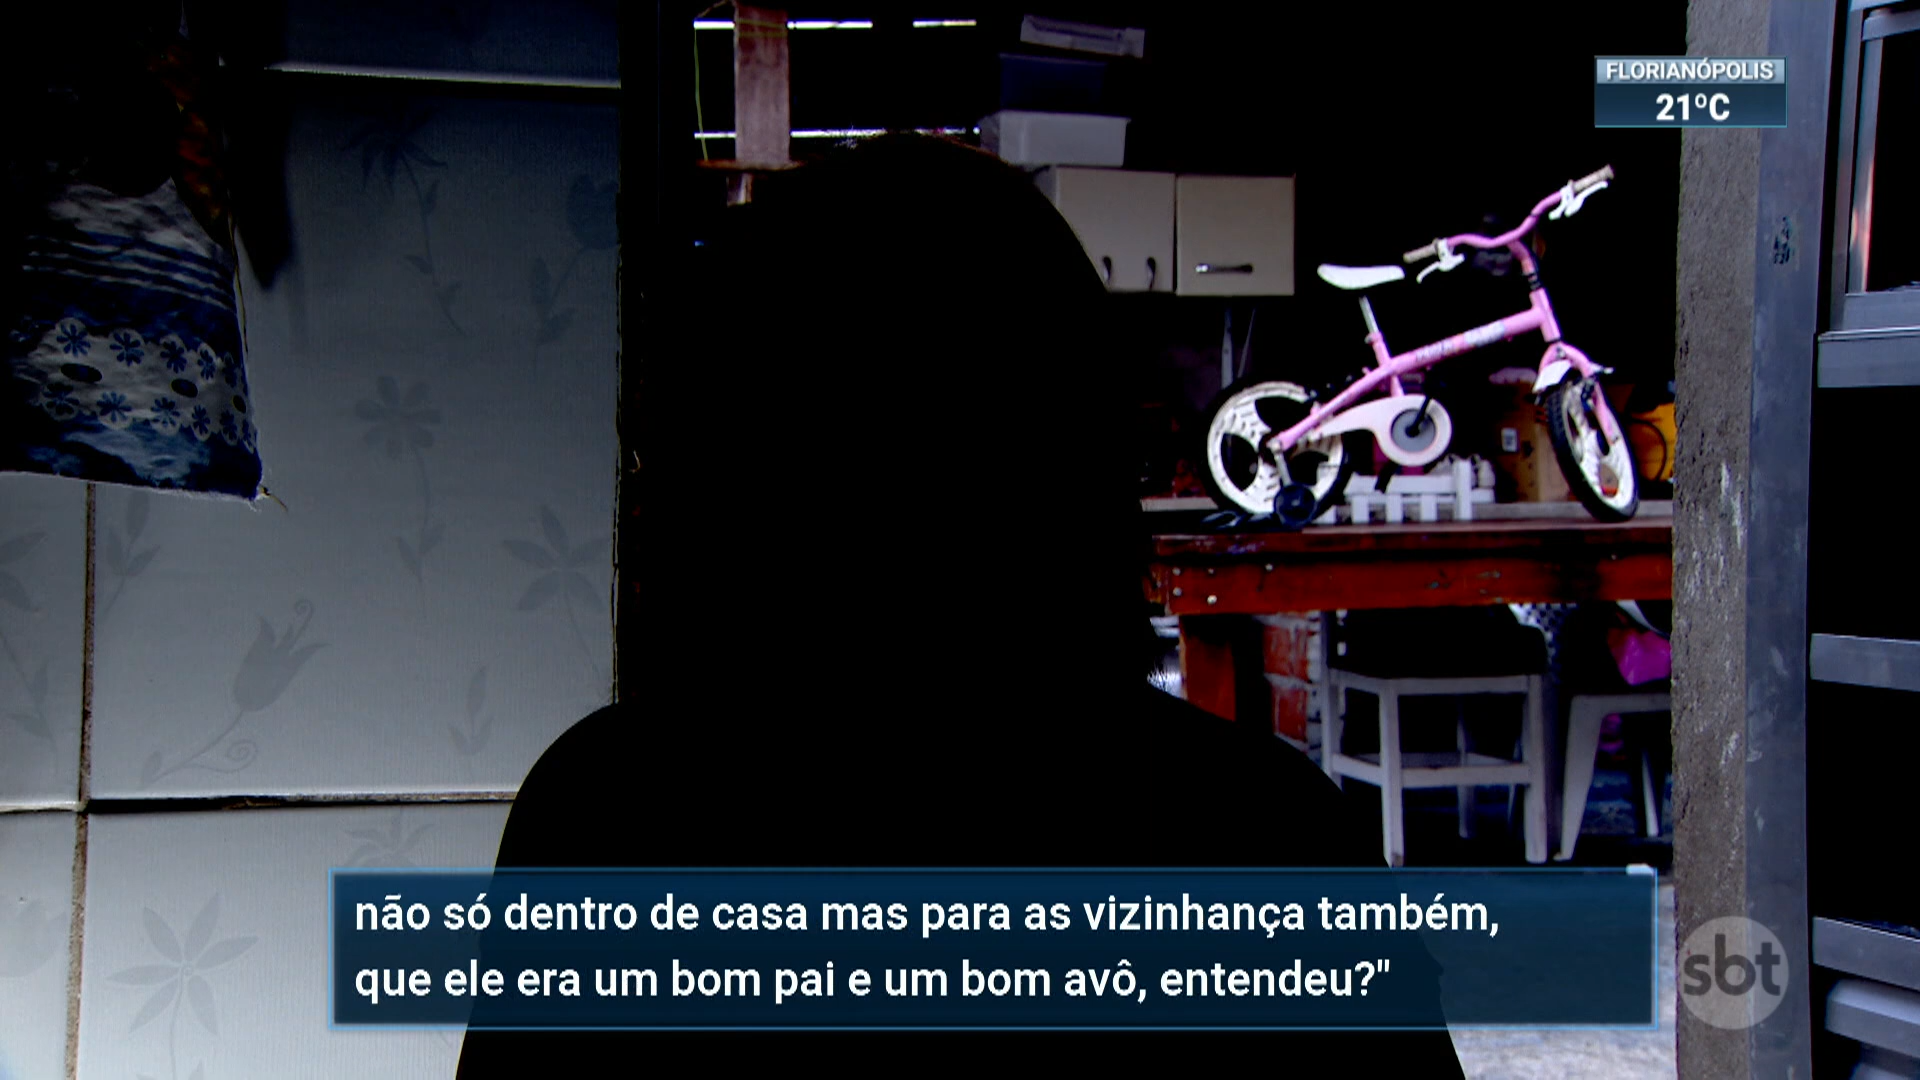 FLORIANÓPOLIS
21ºC
não só dentro de casa mas para as vizinhança também,
que ele era um bom pai e um bom avô, entendeu?"
sbt